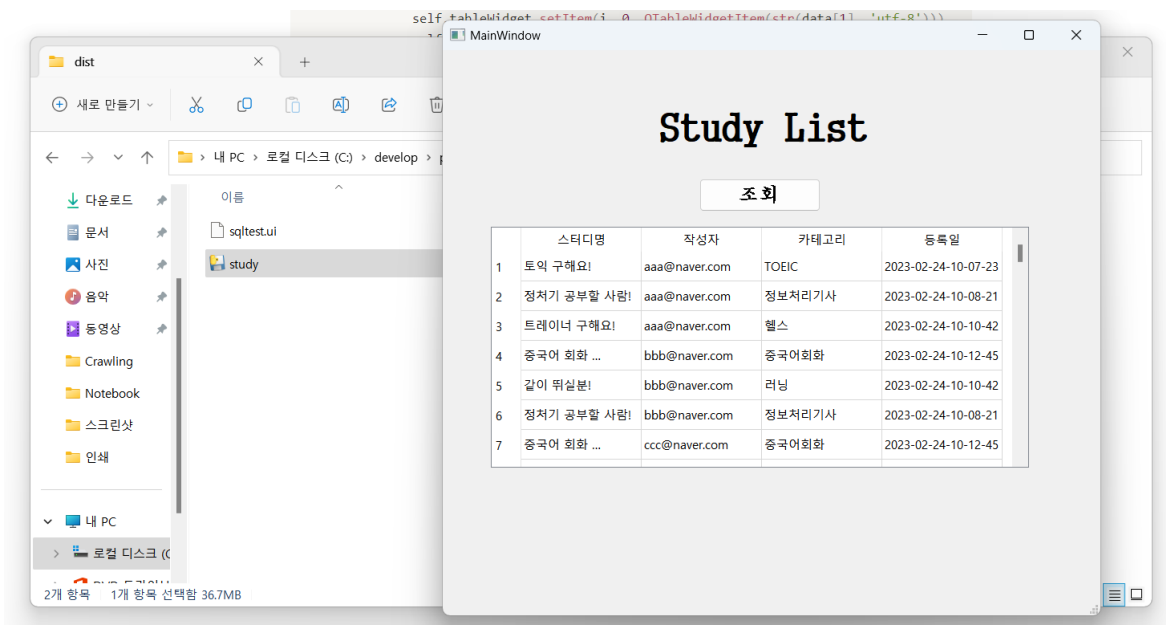 self.tableWidget.setItem(i, 0, QTableWidgetItem(str(data[1], 'utf-8')))
dist
새로 만들기
내 PC > 로컬 디스크 (C:) > develop >
다운로드
문서
사진
음악
동영상
Crawling
Notebook
스크린샷
인쇄
내 PC
로컬 디스크 (C
이름
sqltest.ui
study
2개 항목
1개 항목 선택함 36.7MB
MainWindow
Study List
조회
스터디명 작성자 카테고리 등록일
1 토익 구해요! aaa@naver.com TOEIC 2023-02-24-10-07-23
2 정처기 공부할 사람! aaa@naver.com 정보처리기사 2023-02-24-10-08-21
3 트레이너 구해요! aaa@naver.com 헬스 2023-02-24-10-10-42
4 중국어 회화 ... bbb@naver.com 중국어회화 2023-02-24-10-12-45
5 같이 뛰실분! bbb@naver.com 러닝 2023-02-24-10-10-42
6 정처기 공부할 사람! bbb@naver.com 정보처리기사 2023-02-24-10-08-21
7 중국어 회화 ... ccc@naver.com 중국어회화 2023-02-24-10-12-45